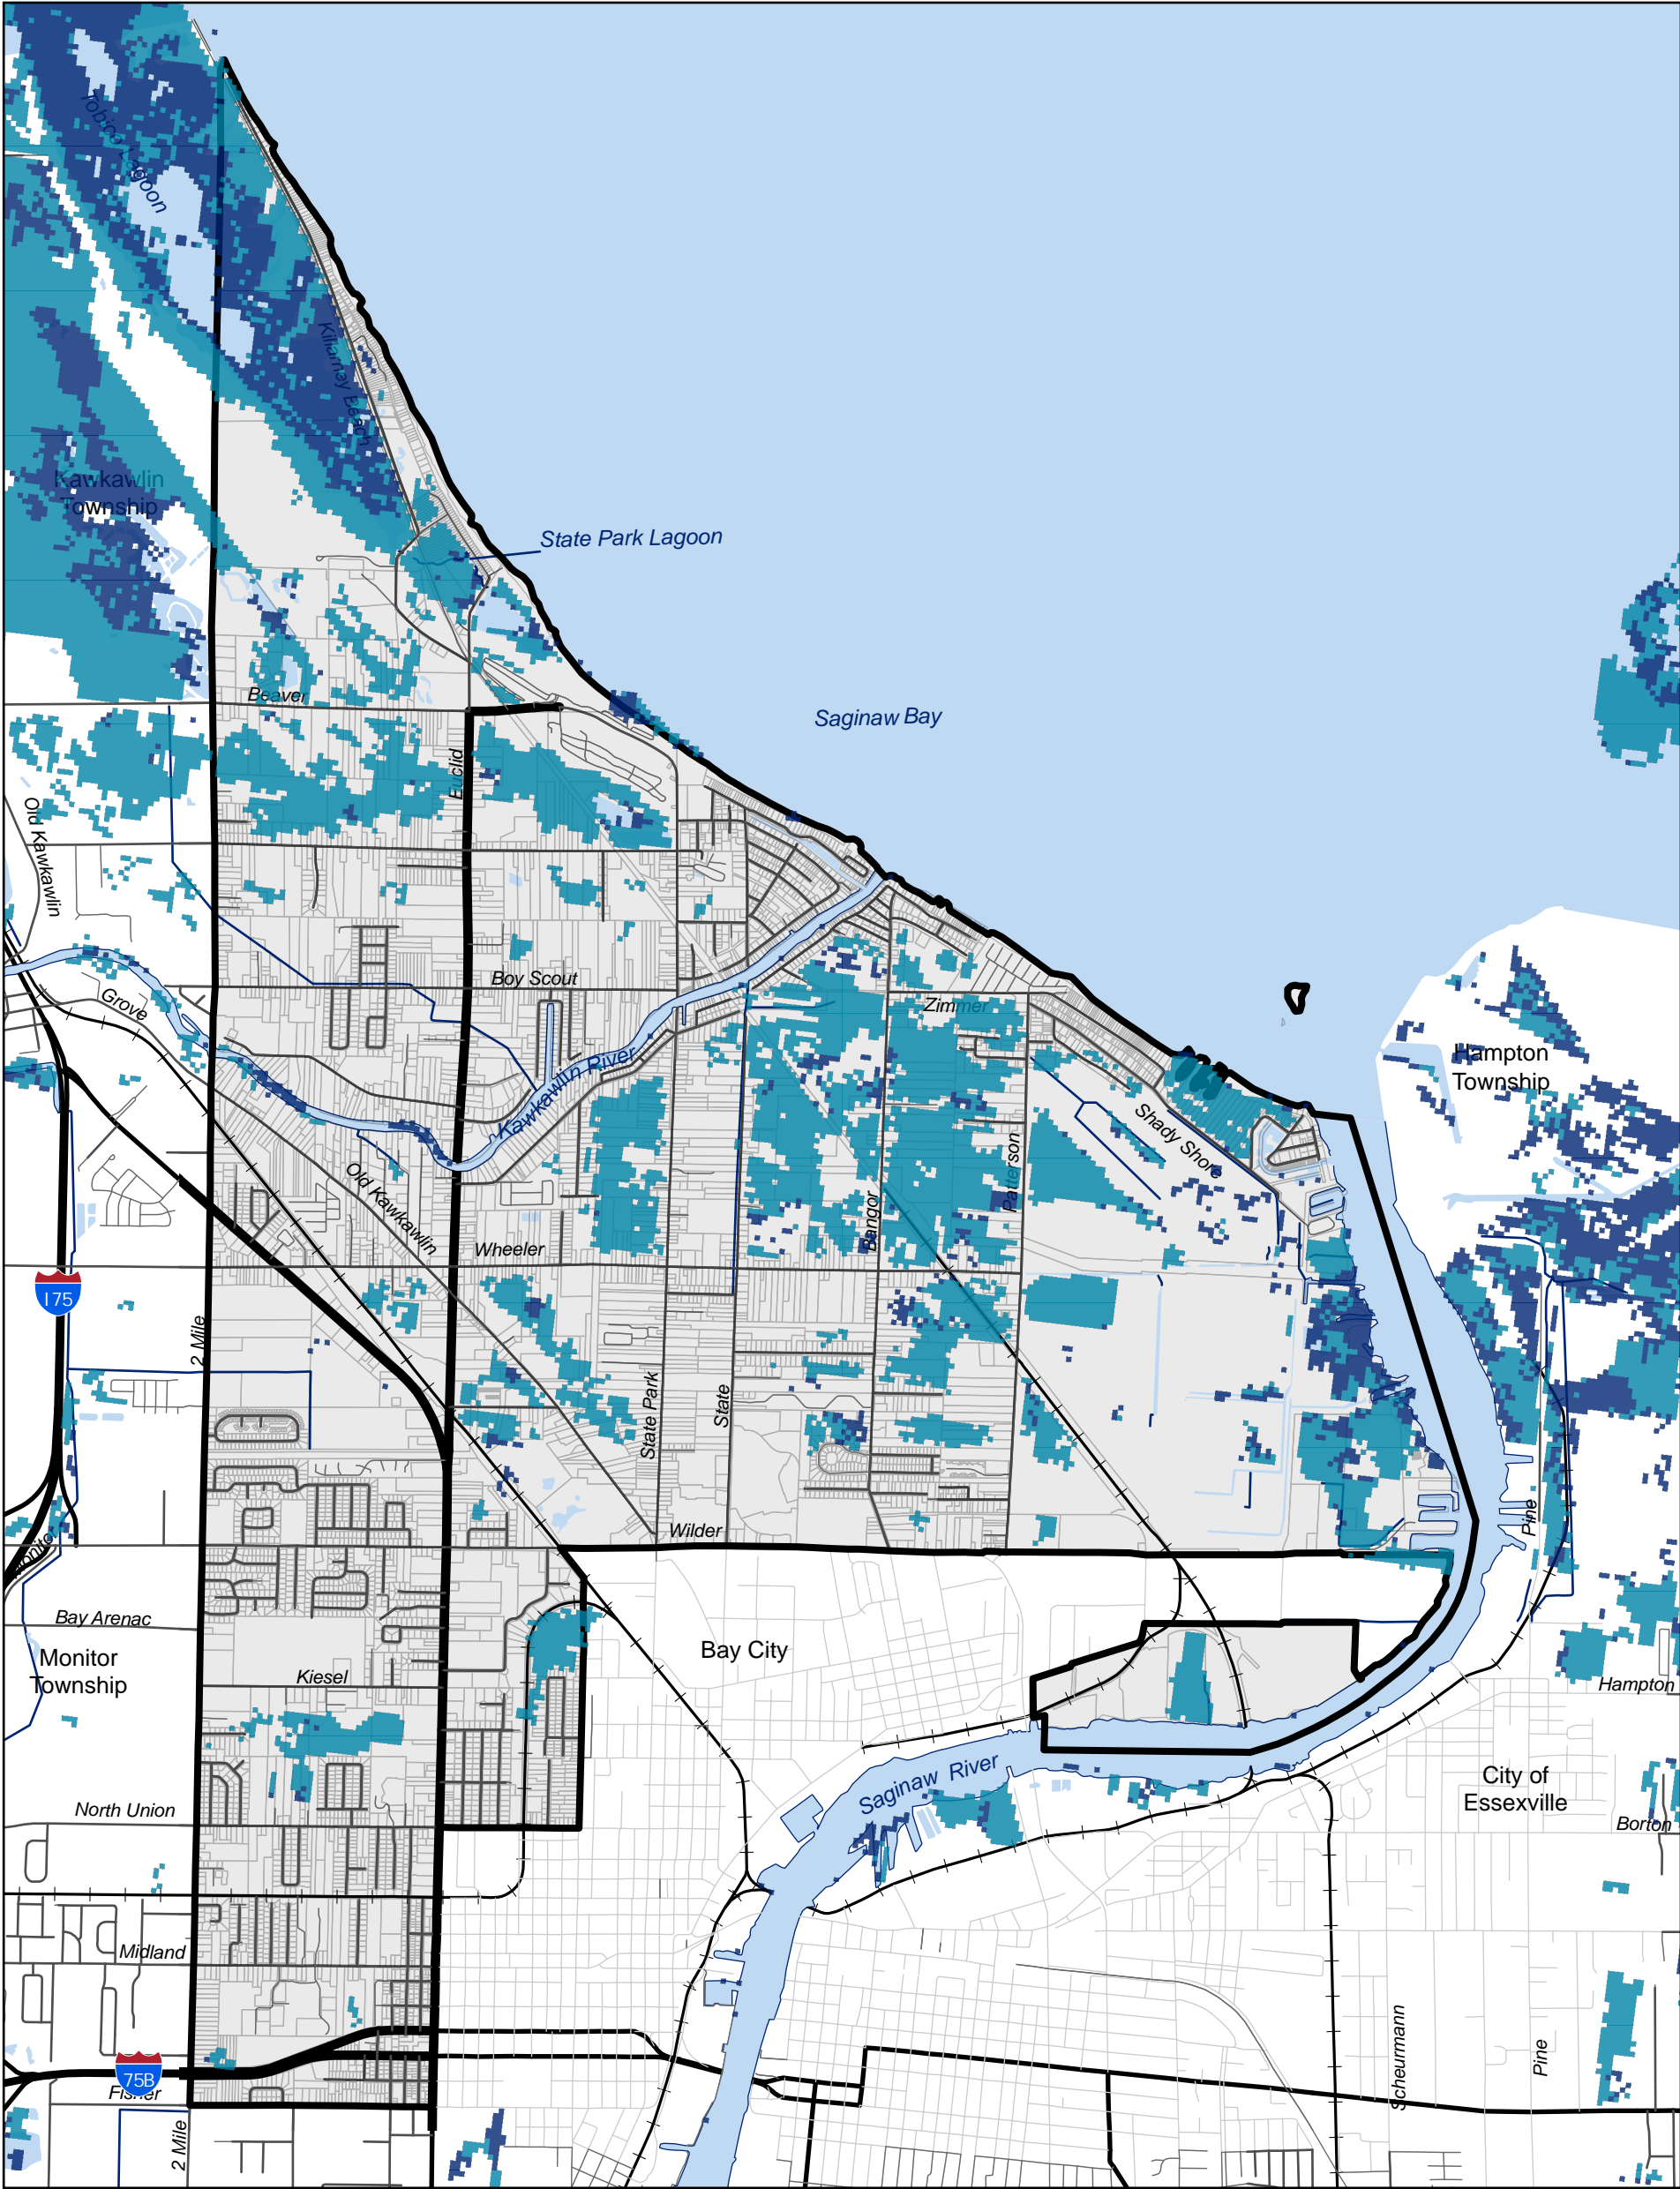 Tobico Lagoon
Killarney Beach
Kawkawlin
Township
State Park Lagoon
Beaver
Saginaw Bay
Euclid
Old Kawkawlin
Boy Scout
Grove
Zimmer
Hampton
Township
Kawkawlin River
Shady Shore
Patterson
Old Kawkawlin
Bangor
Wheeler
I75
2 Mile
State Park
State
Pine
Wilder
Monitor
Bay Arenac
Bay City
Monitor
Township
Kiesel
Hampton
Saginaw River
City of
Essexville
North Union
Borton
Midland
Scheurmann
Pine
75B
Fisher
2 Mile